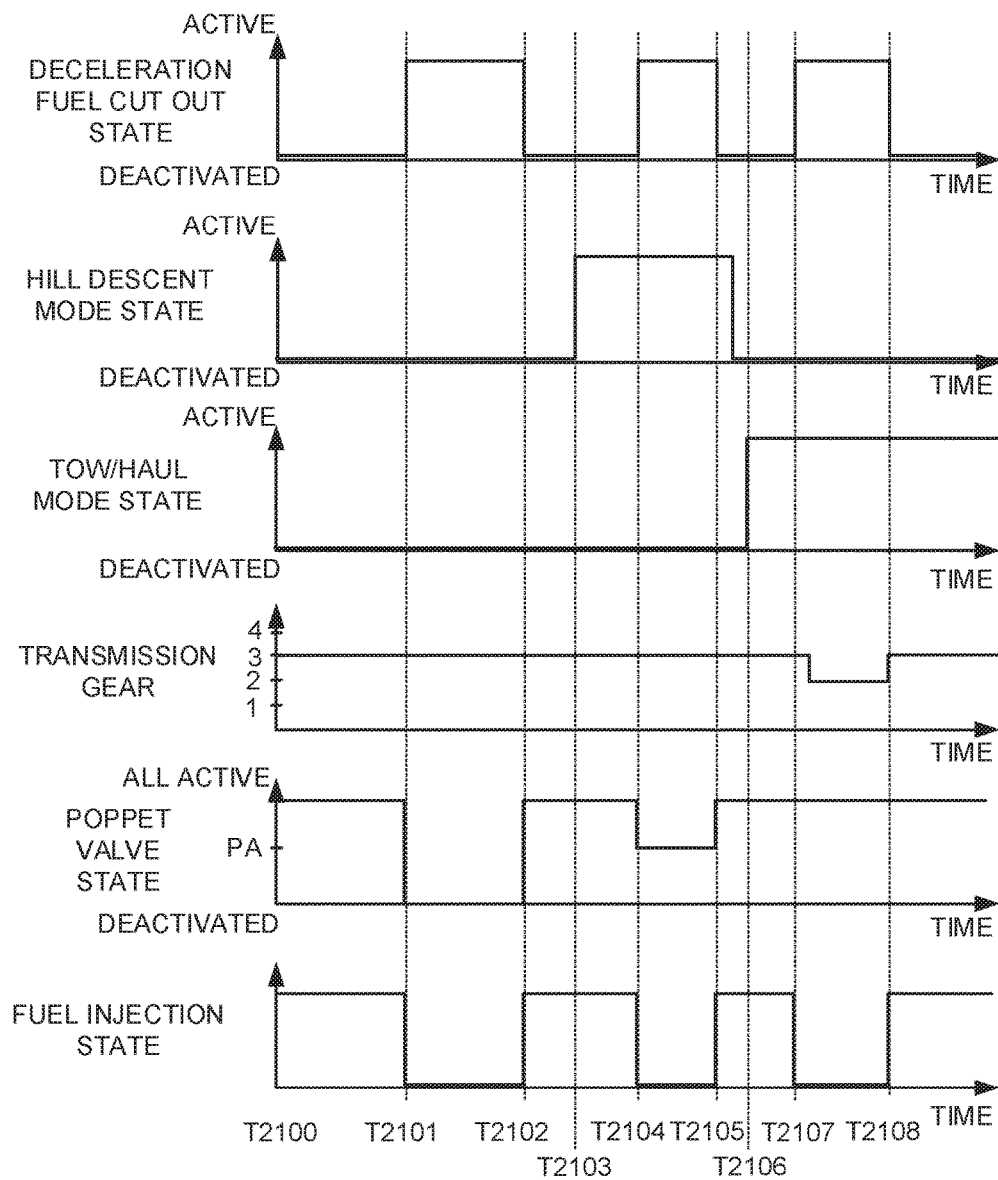 ACTIVE
DECELERATION
FUEL CUT OUT
STATE
DEACTIVATED
TIME
ACTIVE
HILL DESCENT
MODE STATE
DEACTIVATED
TIME
ACTIVE
TOW/HAUL
MODE STATE
DEACTIVATED
TIME
4
TRANSMISSION
GEAR
3
2
1
TIME
ALL ACTIVE
POPPET
VALVE
STATE
PA
DEACTIVATED
TIME
FUEL INJECTION
STATE
TIME
T2100 T2101 T2102 T2104 T2105 T2107 T2108
T2103 T2106